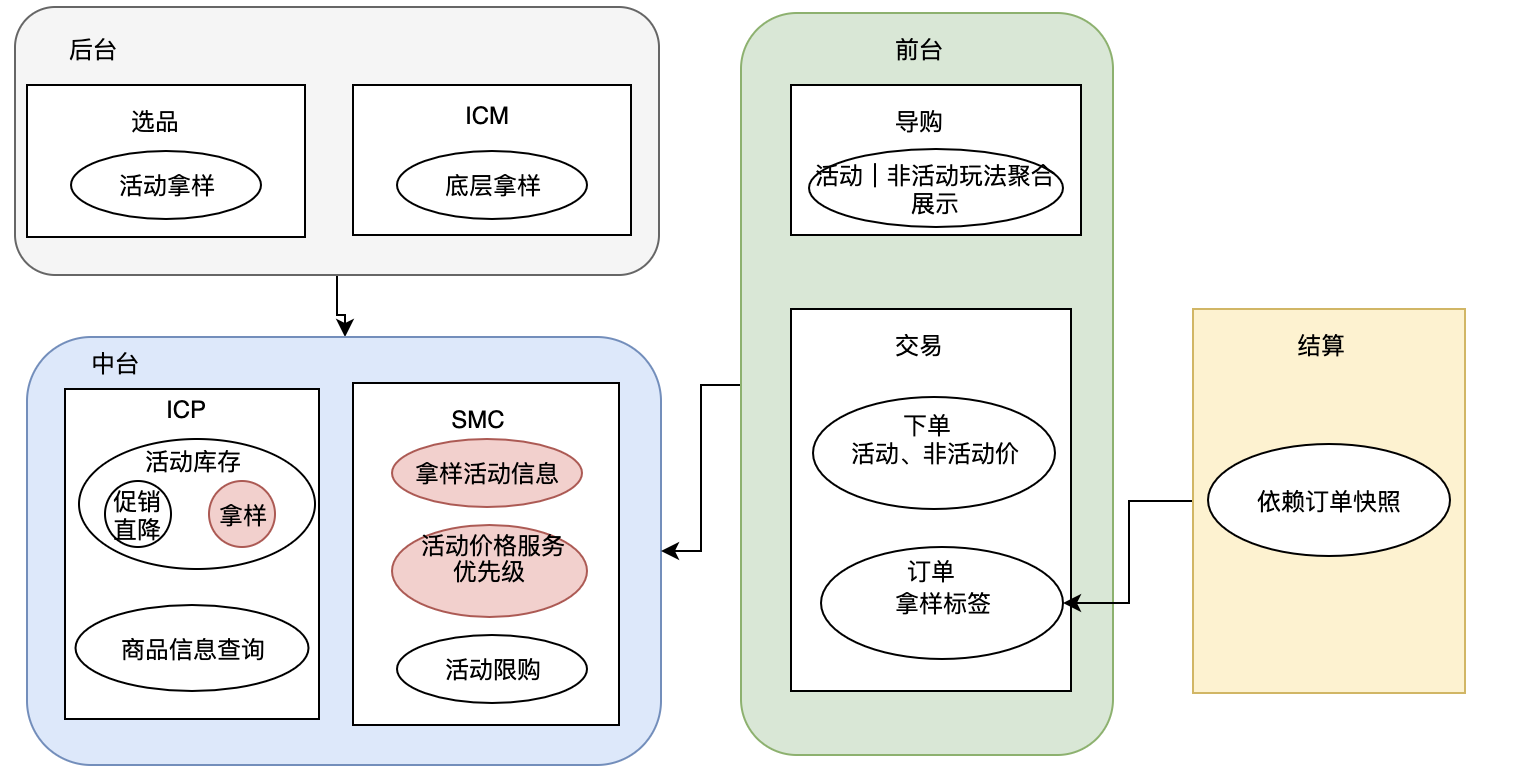 后台
选品
活动拿样
ICM
底层拿样
中台
ICP
活动库存
促销
直降
拿样
商品信息查询
SMC
拿样活动信息
活动价格服务
优先级
活动限购
前台
导购
活动｜非活动玩法聚合
展示
交易
下单
活动、非活动价
订单
拿样标签
结算
依赖订单快照